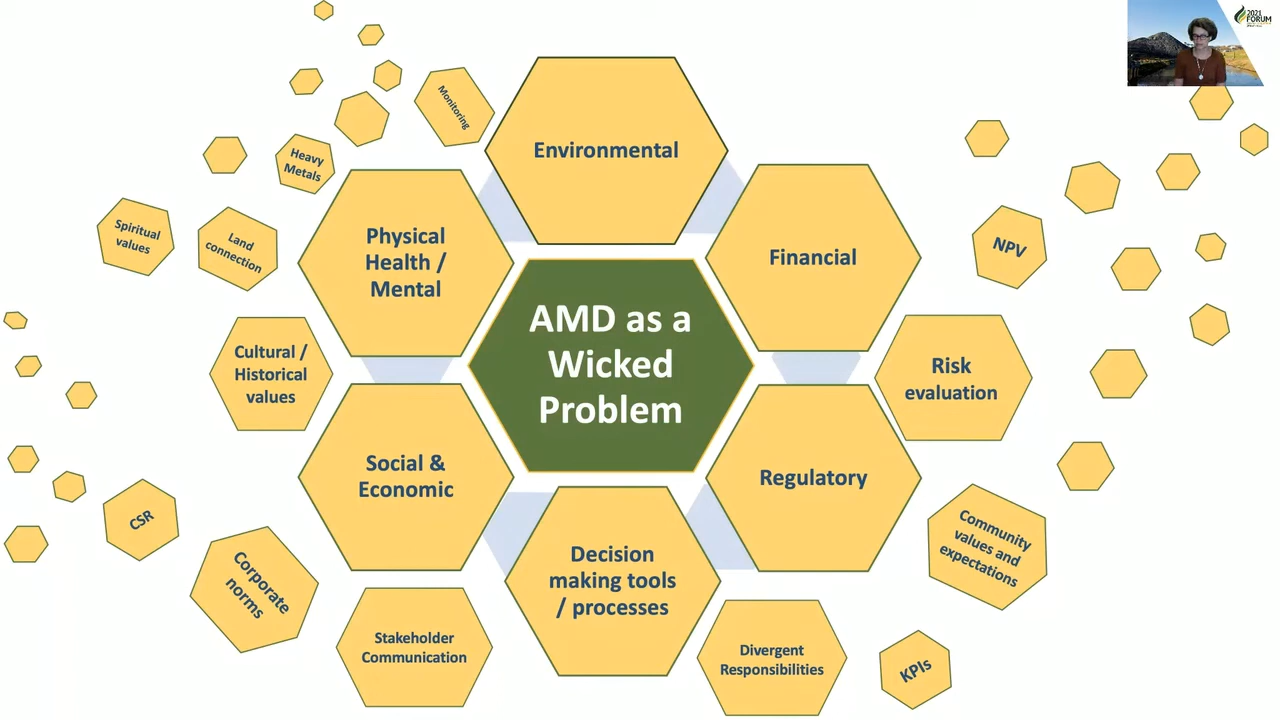 2021
FORUM
Monitoring
Environmental
Heavy
Metals
Physical
Health /
Mental
Spiritual
values
Land
connection
Financial
NPV
AMD as a
Wicked
Problem
Cultural /
Historical
values
Risk
evaluation
Social &
Economic
Regulatory
CSR
Corporate
norms
Decision
making tools
/ processes
Community
values and
expectations
Stakeholder
Communication
Divergent
Responsibilities
KPIs